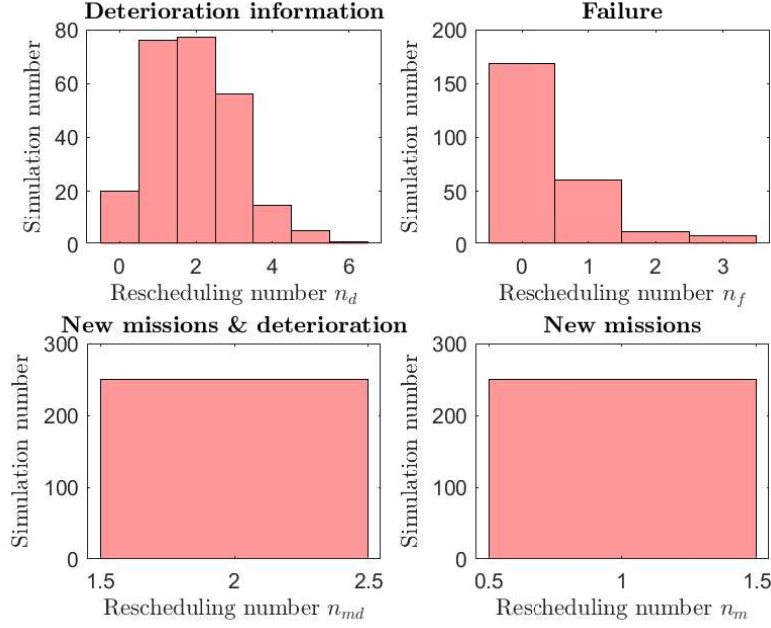 Deterioration information
Simulation number
80
60
40
20
0
0 2 4 6
Rescheduling number n_d
Failure
Simulation number
200
150
100
50
0
0 1 2 3
Rescheduling number n_f
New missions & deterioration
Simulation number
300
200
100
0
1.5 2 2.5
Rescheduling number n_md
New missions
Simulation number
300
200
100
0
0.5 1 1.5
Rescheduling number n_m